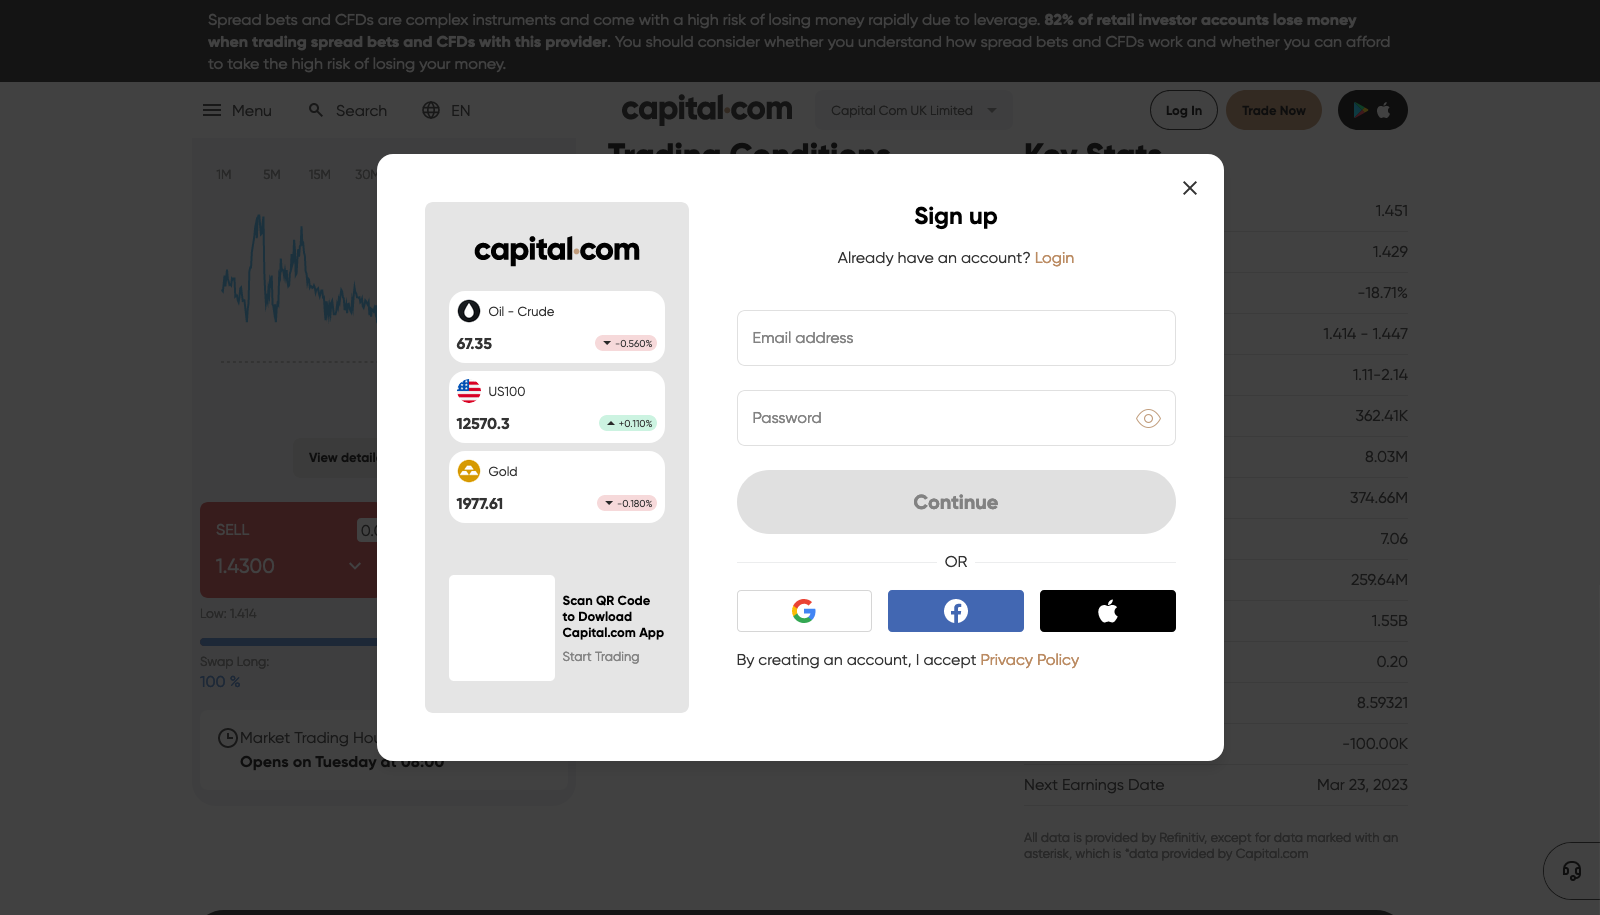 Spread bets and CFDs are complex instruments and come with a high risk of losing money rapidly due to leverage. 82% of retail investor accounts lose money
when trading spread bets and CFDs with this provider. You should consider whether you understand how spread bets and CFDs work and whether you can afford
to take the high risk of losing your money.
Menu
Search
EN
capital.com
Capital Com UK Limited
Log In
Trade Now
Trading Conditions
Key Stats
1M
5M
15M
30M
View details
SELL
0.0
1.4300
Low: 1.414
Swap Long:
100 %
Market Trading Hou
Opens on Tuesday at 08:00
capital.com
Oil - Crude
67.35
-0.560%
US100
12570.3
+0.110%
Gold
1977.61
-0.180%
Scan QR Code
to Dowload
Capital.com App
Start Trading
Sign up
Already have an account? Login
Email address
Password
Continue
OR
By creating an account, I accept Privacy Policy
1.451
1.429
-18.71%
1.414 - 1.447
1.11-2.14
362.41K
8.03M
374.66M
7.06
259.64M
1.55B
0.20
8.59321
-100.00K
Next Earnings Date
Mar 23, 2023
All data is provided by Refinitiv, except for data marked with an
asterisk, which is *data provided by Capital.com